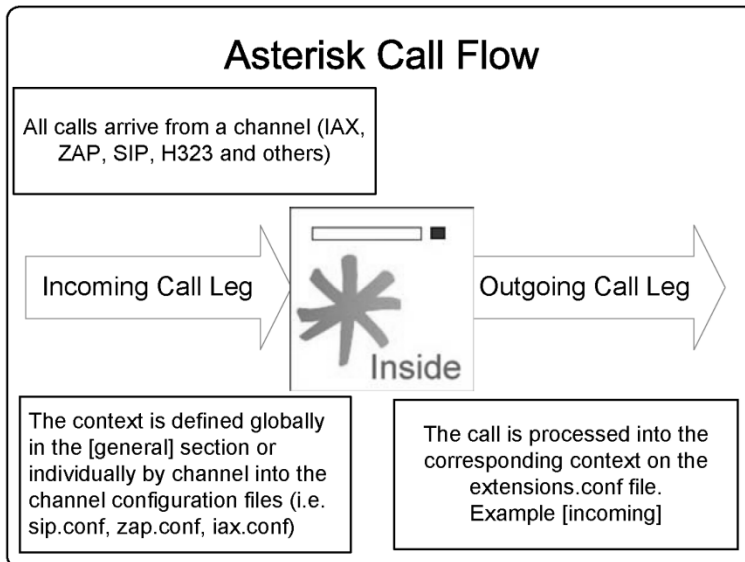 Asterisk Call Flow
All calls arrive from a channel (IAX,
ZAP, SIP, H323 and others)
Incoming Call Leg
Inside
Outgoing Call Leg
The context is defined globally
in the [general] section or
individually by channel into the
channel configuration files (i.e.
sip.conf, zap.conf, iax.conf)
The call is processed into the
corresponding context on the
extensions.conf file.
Example [incoming]